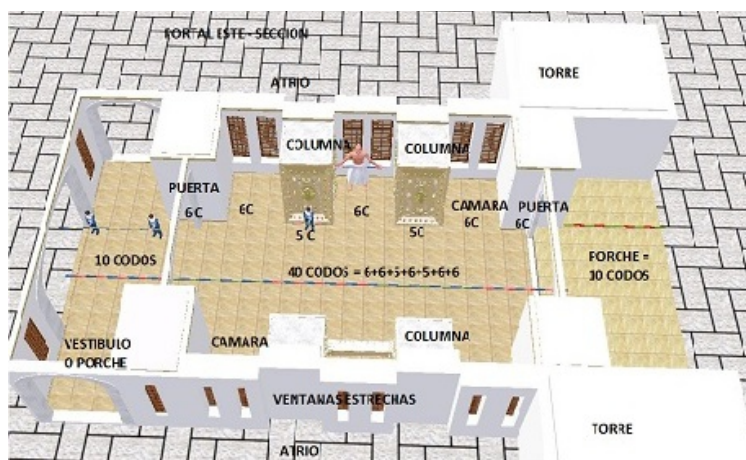 PORTAL ESTE - SECCION
ATRIO
TORRE
COLUMNA
COLUMNA
PUERTA
6C
6C
5 C
6C
5C
CAMARA
6C
PUERTA
6C
10 CODOS
40 CODOS = 6+6+5+6+5+6+6
PORCHE =
10 CODOS
VESTIBULO
O PORCHE
CAMARA
COLUMNA
VENTANAS ESTRECHAS
ATRIO
TORRE